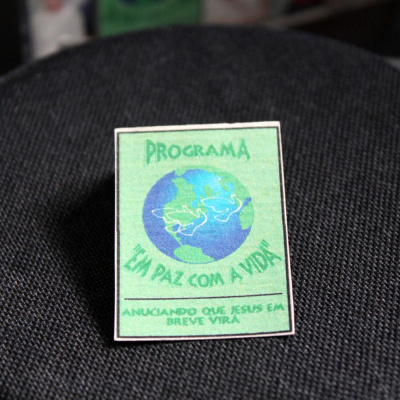 PROGRAMA
"EM PAZ COM A VIDA"
ANUCIANDO QUE JESUS EM
BREVE VIRÁ